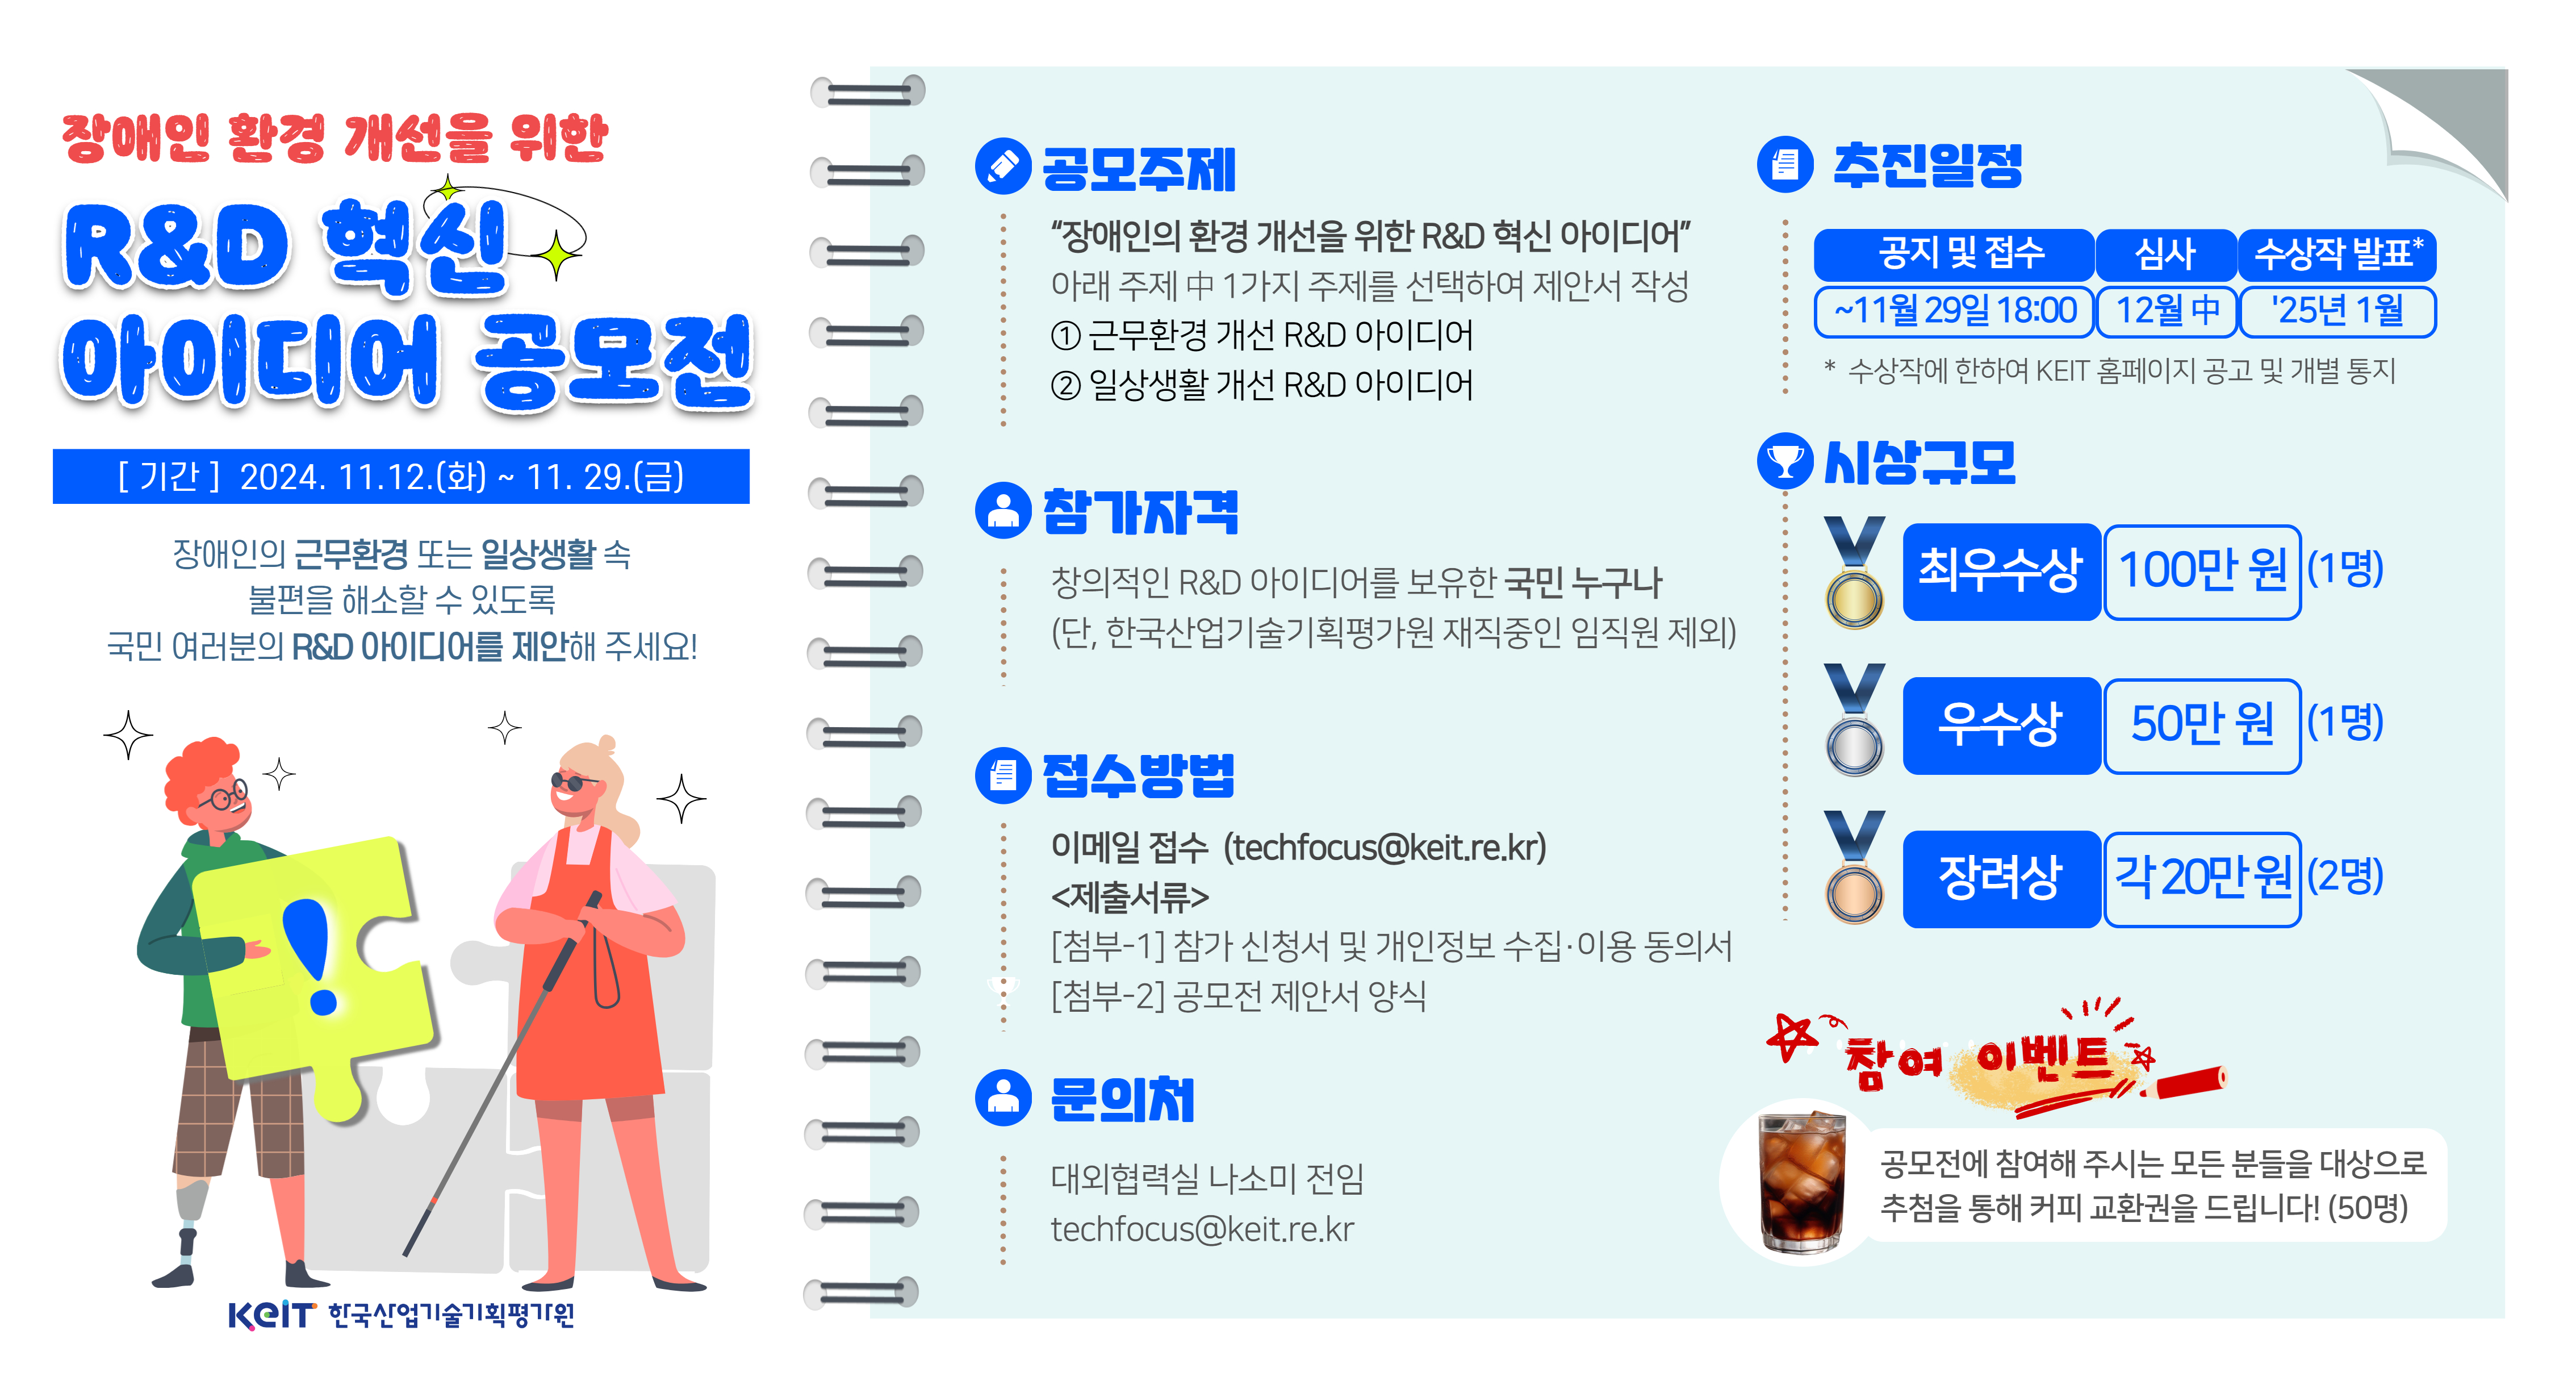 장애인 환경 개선을 위한
R&D 혁신
아이디어 공모전
[ 기간 ] 2024. 11.12.(화) ~ 11. 29.(금)
장애인의 근무환경 또는 일상생활 속
불편을 해소할 수 있도록
국민 여러분의 R&D 아이디어를 제안해 주세요!
!
KEIT 한국산업기술기획평가원
공모주제
“장애인의 환경 개선을 위한 R&D 혁신 아이디어”
아래 주제 中 1가지 주제를 선택하여 제안서 작성
① 근무환경 개선 R&D 아이디어
② 일상생활 개선 R&D 아이디어
참가자격
창의적인 R&D 아이디어를 보유한 국민 누구나
(단, 한국산업기술기획평가원 재직중인 임직원 제외)
접수방법
이메일 접수 (techfocus@keit.re.kr)
<제출서류>
[첨부-1] 참가 신청서 및 개인정보 수집·이용 동의서
[첨부-2] 공모전 제안서 양식
문의처
대외협력실 나소미 전임
techfocus@keit.re.kr
추진일정
공지 및 접수 심사 수상작 발표*
~11월 29일 18:00 12월 中 '25년 1월
* 수상작에 한하여 KEIT 홈페이지 공고 및 개별 통지
시상규모
최우수상 100만 원 (1명)
우수상 50만 원 (1명)
장려상 각 20만 원 (2명)
참여 이벤트
공모전에 참여해 주시는 모든 분들을 대상으로
추첨을 통해 커피 교환권을 드립니다! (50명)